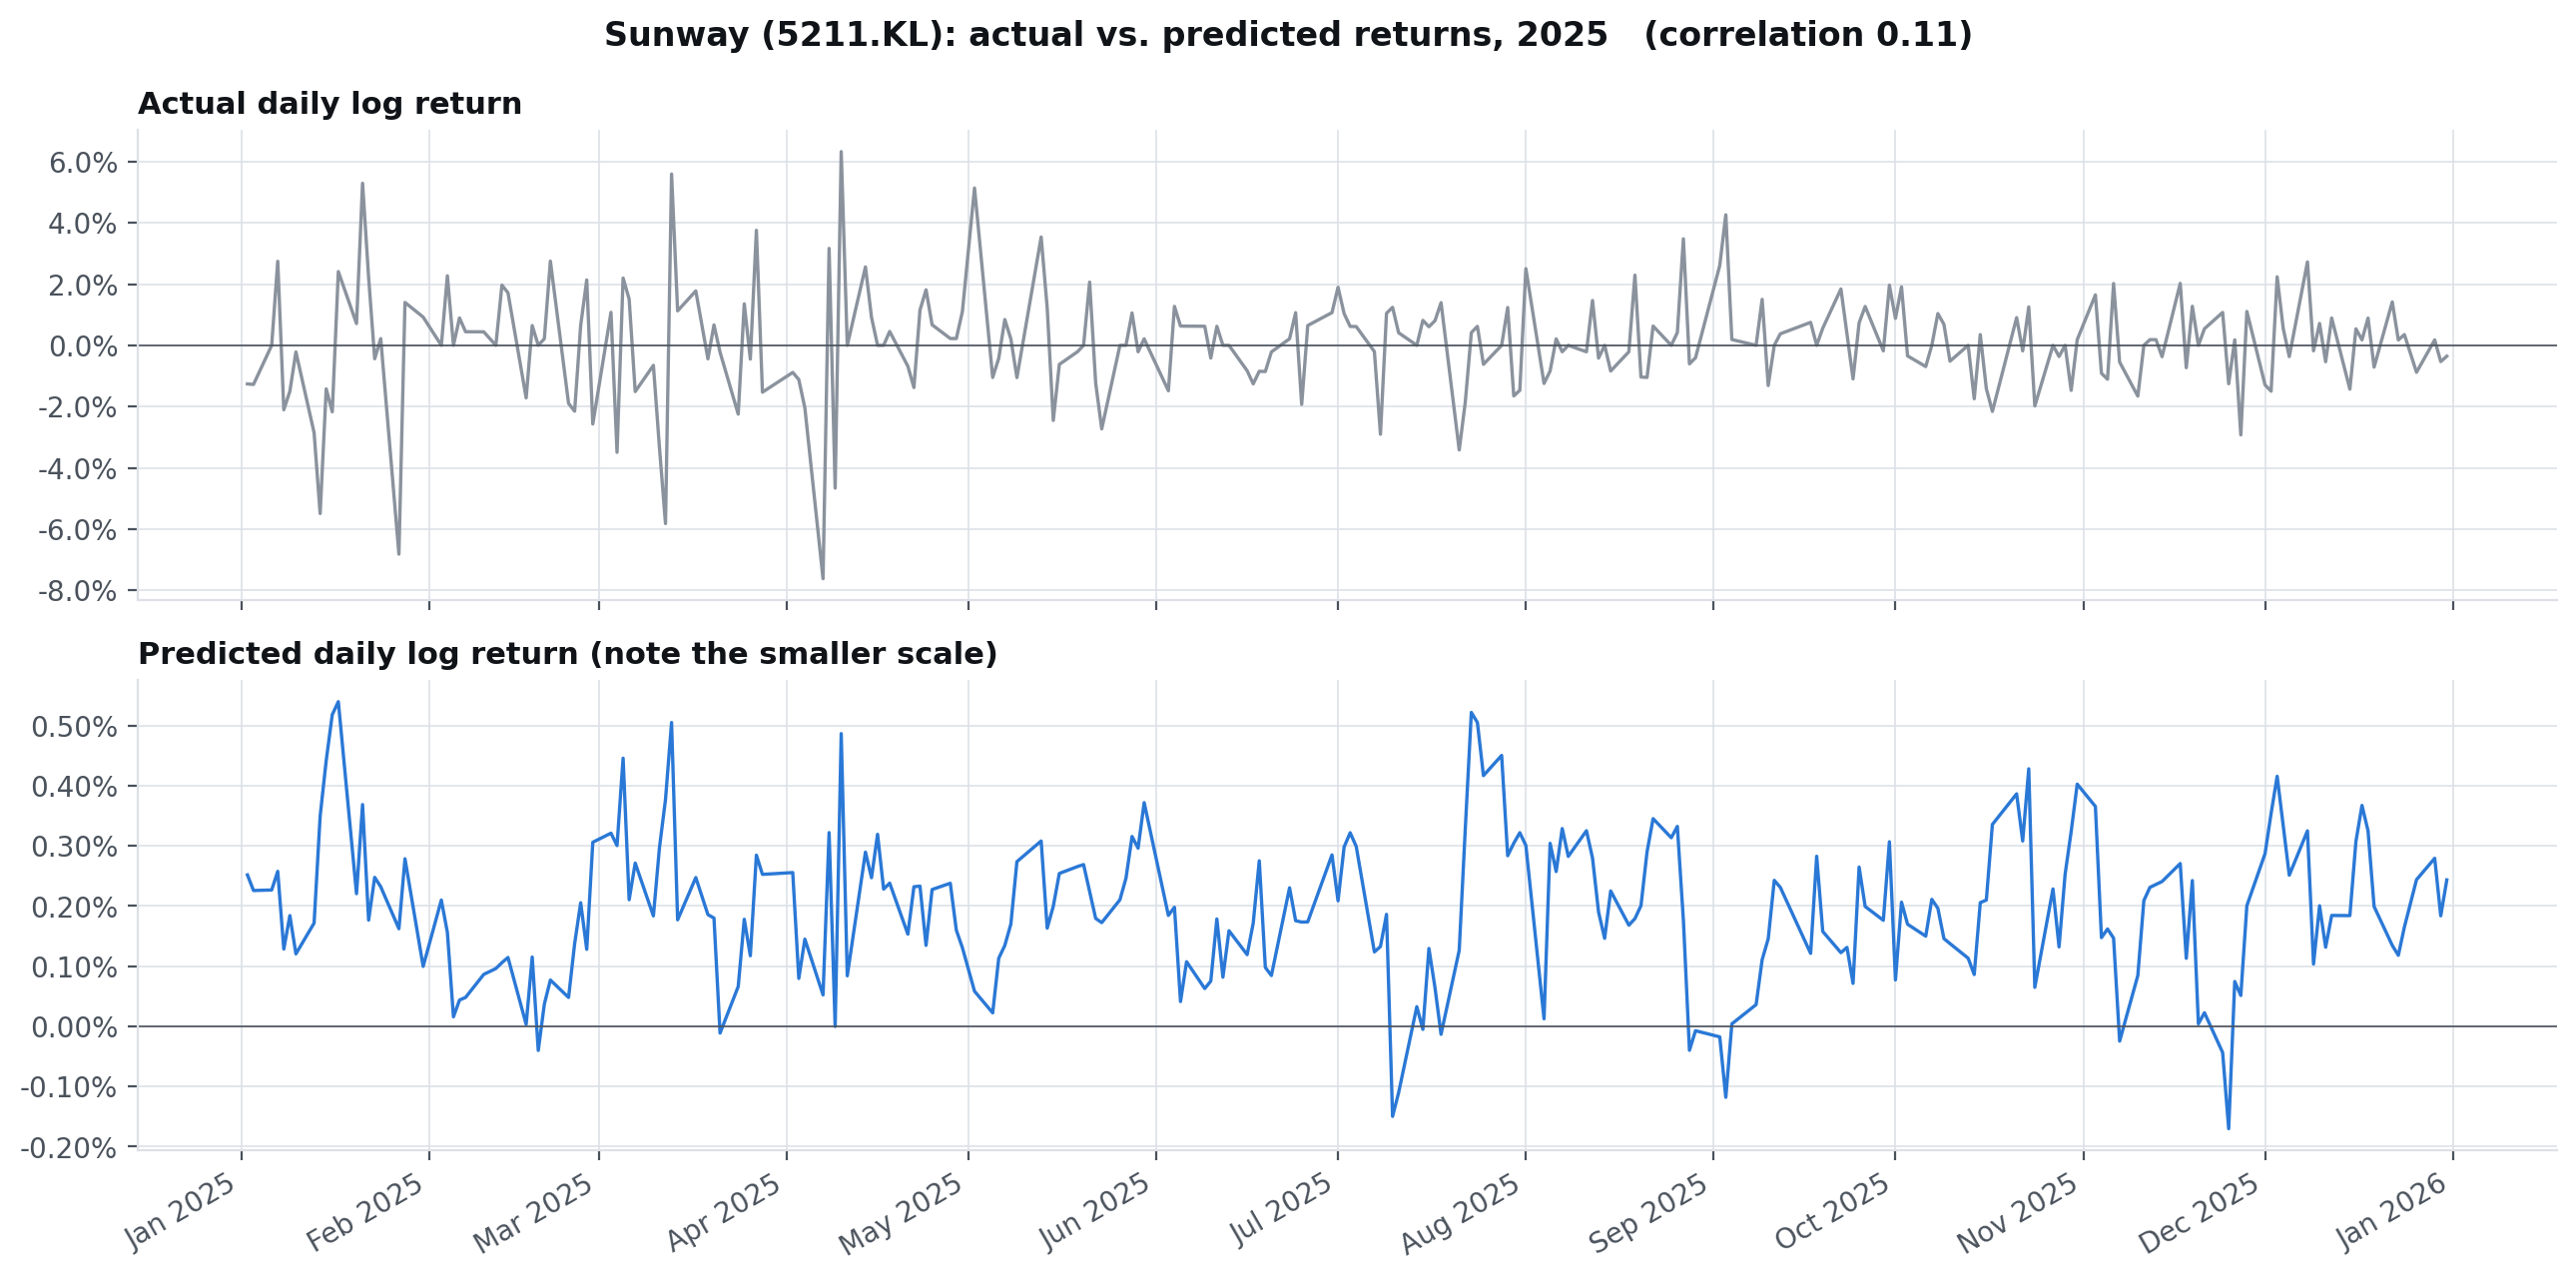 Sunway (5211.KL): actual vs. predicted returns, 2025   (correlation 0.11)
Actual daily log return
6.0%
4.0%
2.0%
0.0%
-2.0%
-4.0%
-6.0%
-8.0%
Predicted daily log return (note the smaller scale)
0.50%
0.40%
0.30%
0.20%
0.10%
0.00%
-0.10%
-0.20%
Jan 2025
Feb 2025
Mar 2025
Apr 2025
May 2025
Jun 2025
Jul 2025
Aug 2025
Sep 2025
Oct 2025
Nov 2025
Dec 2025
Jan 2026